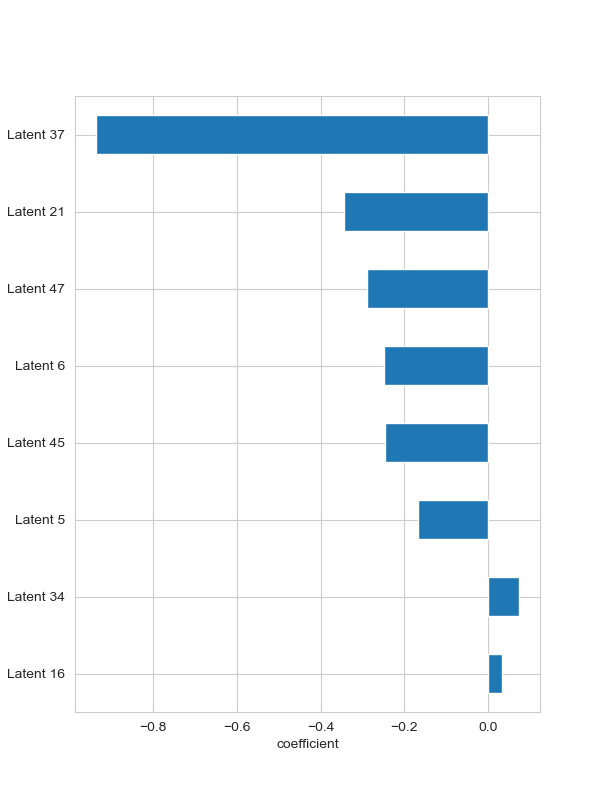 Latent 37
Latent 21
Latent 47
Latent 6
Latent 45
Latent 5
Latent 34
Latent 16
−0.8 −0.6 −0.4 −0.2 0.0
coefficient